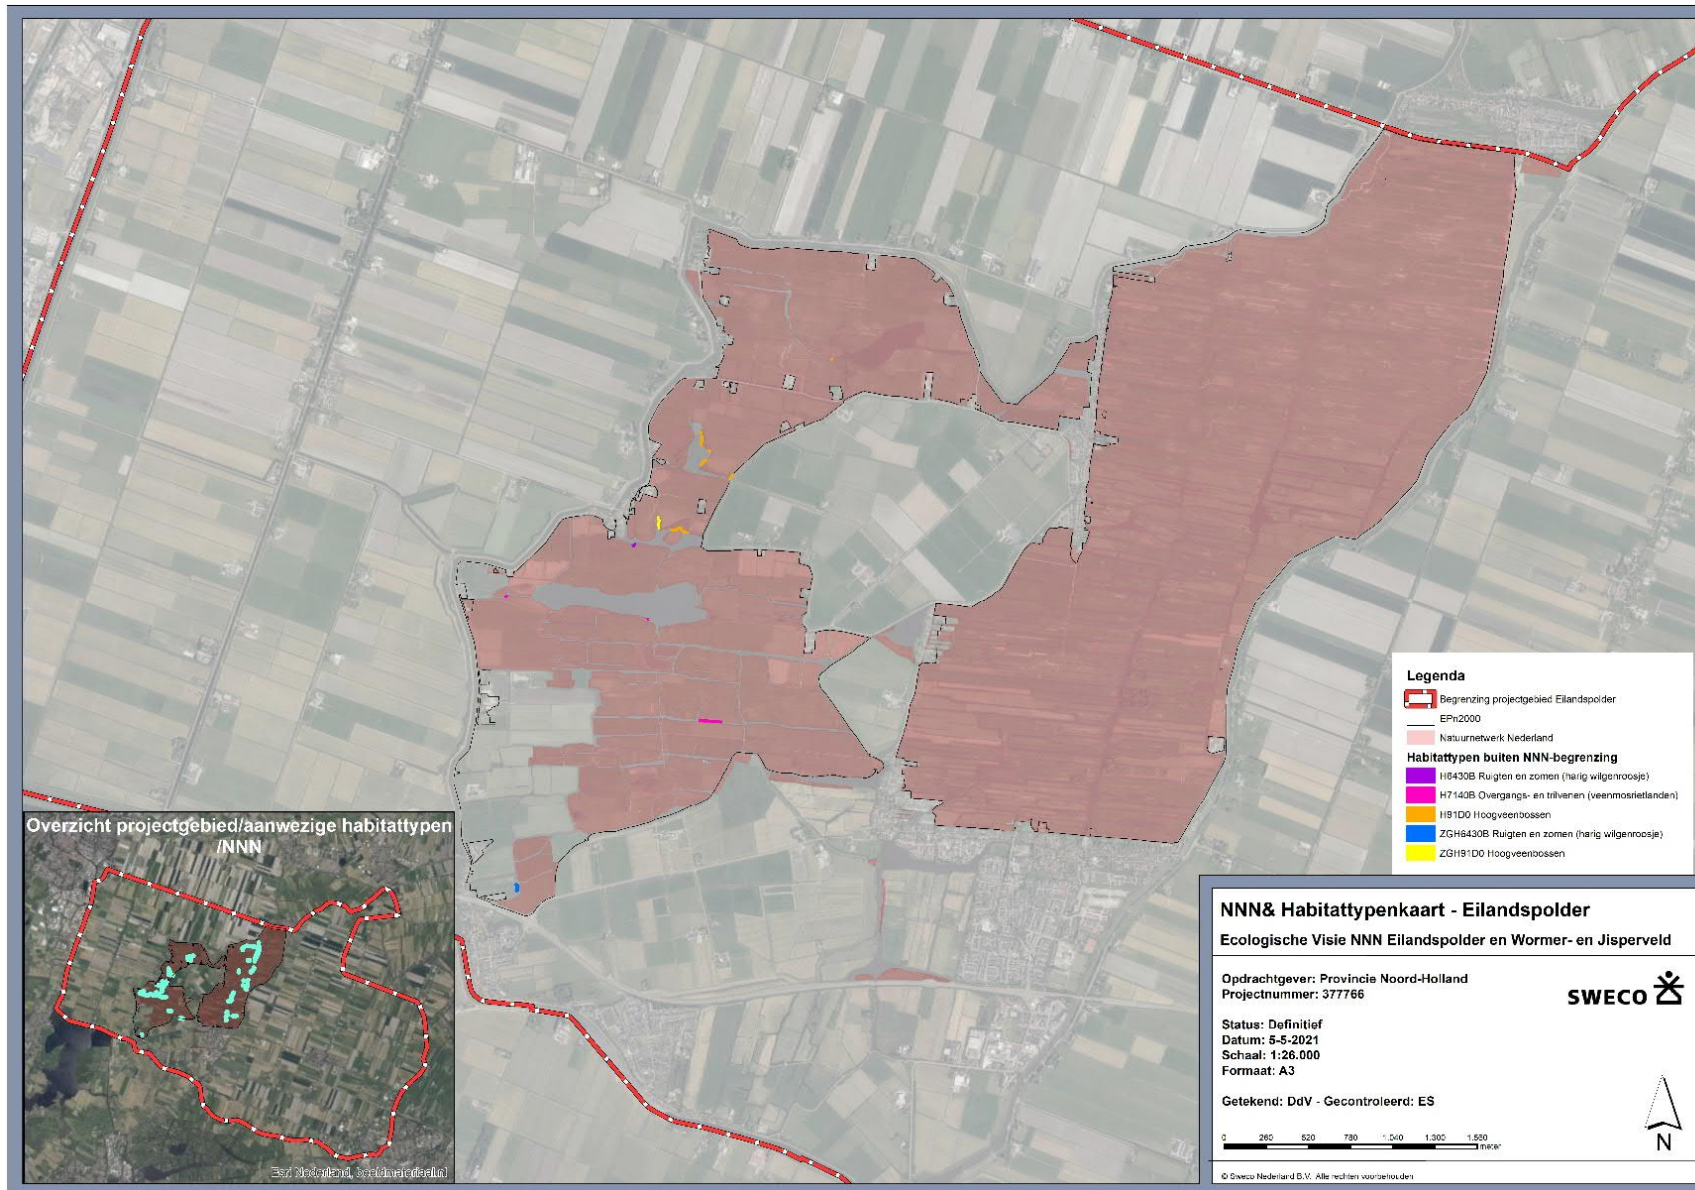 Legenda
Begrenzing projectgebied Eilandspolder
EPn2000
Natuurnetwerk Nederland
Habitattypen buiten NNN-begrenzing
H6430B Ruigten en zomen (harig wilgenroosje)
H7140B Overgangs- en trilvenen (veenmosrietlanden)
H91D0 Hoogveenbossen
ZGH6430B Ruigten en zomen (harig wilgenroosje)
ZGH91D0 Hoogveenbossen
Overzicht projectgebied/aanwezige habitattypen
/NNN
Esri Nederland, beeldmateriaal.nl
NNN& Habitattypenkaart - Eilandspolder
Ecologische Visie NNN Eilandspolder en Wormer- en Jisperveld
Opdrachtgever: Provincie Noord-Holland
Projectnummer: 377766
SWECO
Status: Definitief
Datum: 5-5-2021
Schaal: 1:26.000
Formaat: A3
Getekend: DdV - Gecontroleerd: ES
0 260 520 780 1.040 1.300 1.560
meter
N
© Sweco Nederland B.V. Alle rechten voorbehouden